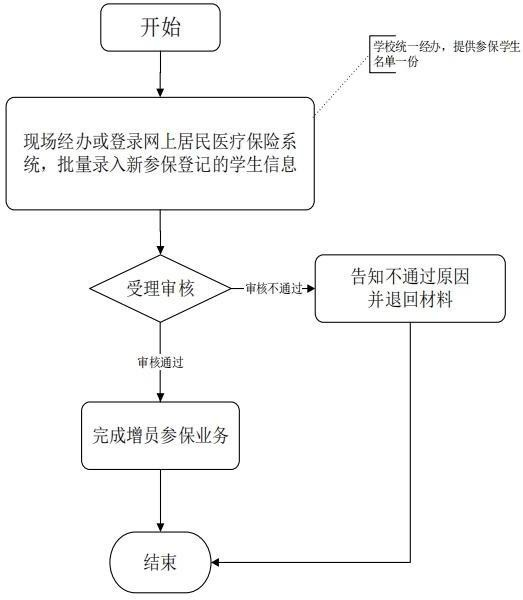 开始
学校统一经办，提供参保学生
名单一份
现场经办或登录网上居民医疗保险系
统，批量录入新参保登记的学生信息
受理审核
审核不通过
告知不通过原因
并退回材料
审核通过
完成增员参保业务
结束